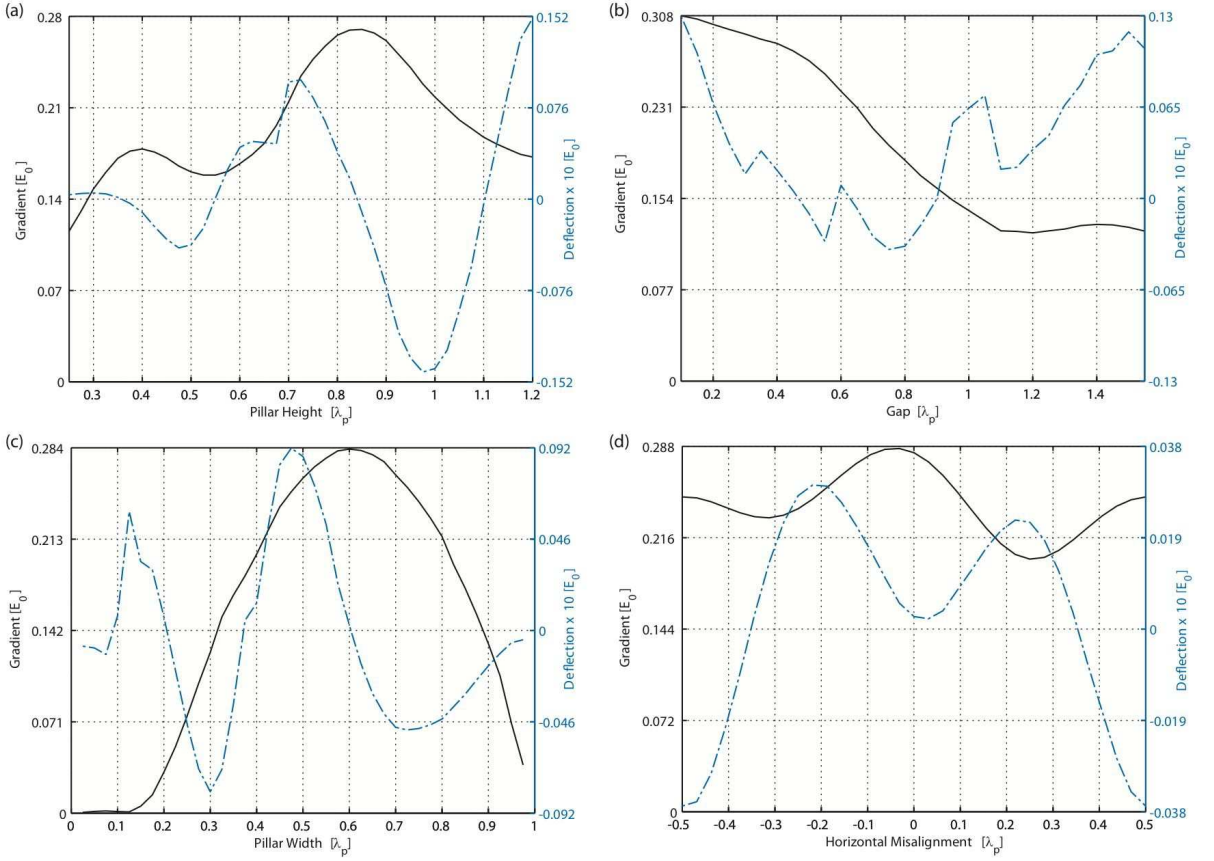 (a)
0.28
0.21
0.14
0.07
0
Gradient [E0]
0.152
0.076
0
-0.076
-0.152
Deflection x 10 [E0]
0.3 0.4 0.5 0.6 0.7 0.8 0.9 1 1.1 1.2
Pillar Height [λp]
(b)
0.308
0.231
0.154
0.077
0
Gradient [E0]
0.13
0.065
0
-0.065
-0.13
Deflection x 10 [E0]
0.2 0.4 0.6 0.8 1 1.2 1.4
Gap [λp]
(c)
0.284
0.213
0.142
0.071
0
Gradient [E0]
0.092
0.046
0
-0.046
-0.092
Deflection x 10 [E0]
0 0.1 0.2 0.3 0.4 0.5 0.6 0.7 0.8 0.9 1
Pillar Width [λp]
(d)
0.288
0.216
0.144
0.072
0
Gradient [E0]
0.038
0.019
0
-0.019
-0.038
Deflection x 10 [E0]
-0.5 -0.4 -0.3 -0.2 -0.1 0 0.1 0.2 0.3 0.4 0.5
Horizontal Misalignment [λp]